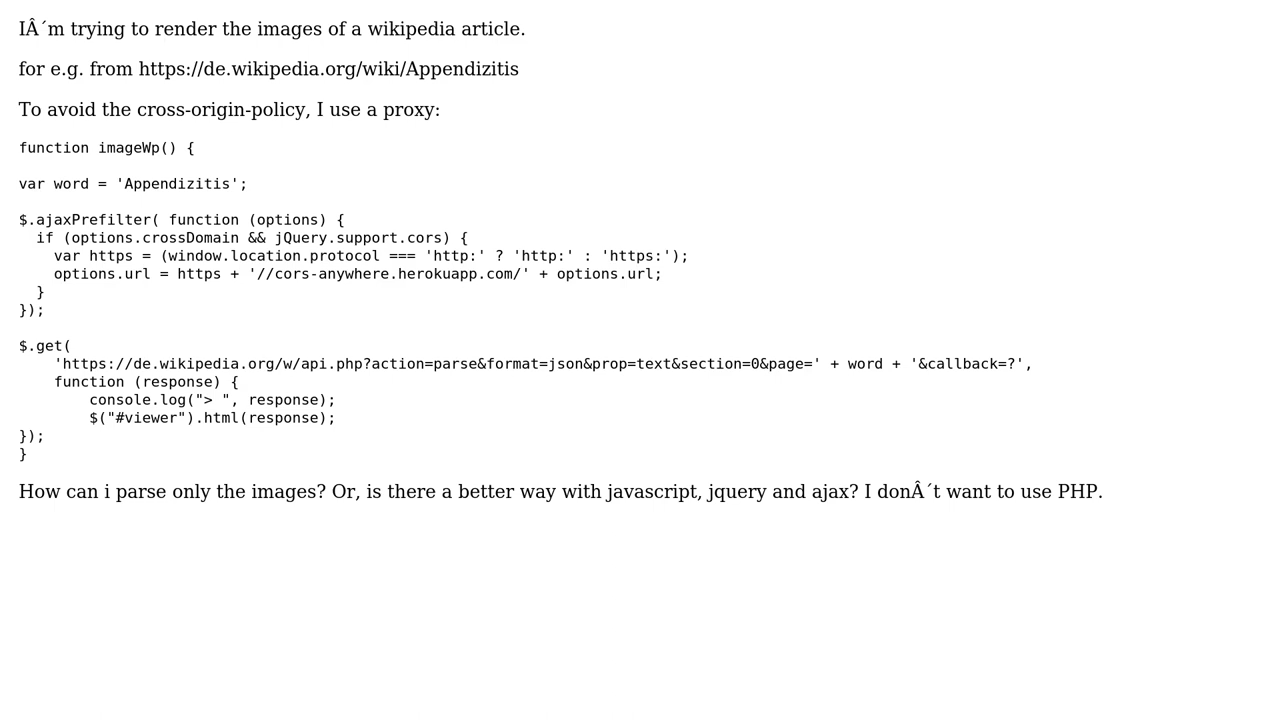 IÂ´m trying to render the images of a wikipedia article.
for e.g. from https://de.wikipedia.org/wiki/Appendizitis
To avoid the cross-origin-policy, I use a proxy:
function imageWp() {
var word = 'Appendizitis';
$.ajaxPrefilter( function (options) {
  if (options.crossDomain && jQuery.support.cors) {
    var https = (window.location.protocol === 'http:' ? 'http:' : 'https:');
    options.url = https + '//cors-anywhere.herokuapp.com/' + options.url;
  }
});
$.get(
    'https://de.wikipedia.org/w/api.php?action=parse&format=json&prop=text&section=0&page=' + word + '&callback=?',
    function (response) {
        console.log("> ", response);
        $("#viewer").html(response);
});
}
How can i parse only the images? Or, is there a better way with javascript, jquery and ajax? I donÂ´t want to use PHP.